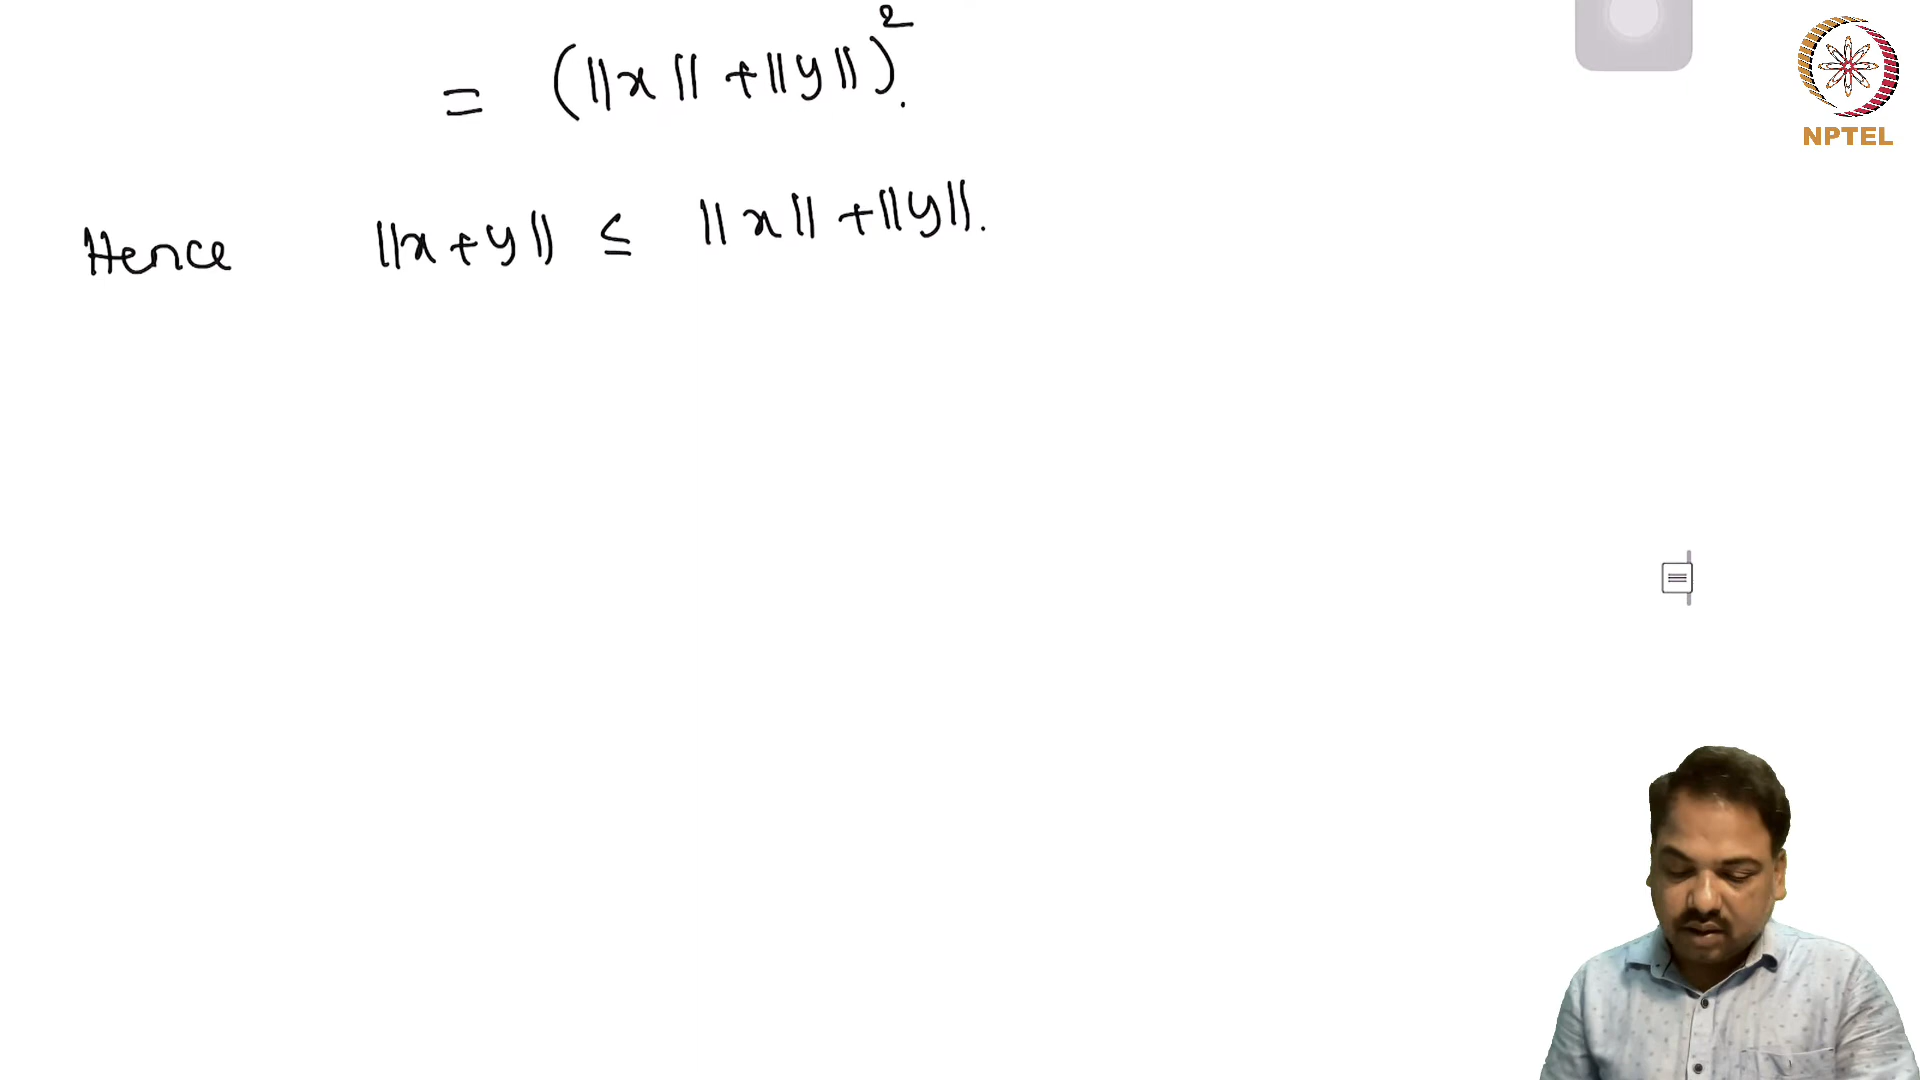 = (||x|| + ||y||)².
Hence ||x + y|| ≤ ||x|| + ||y||.
NPTEL